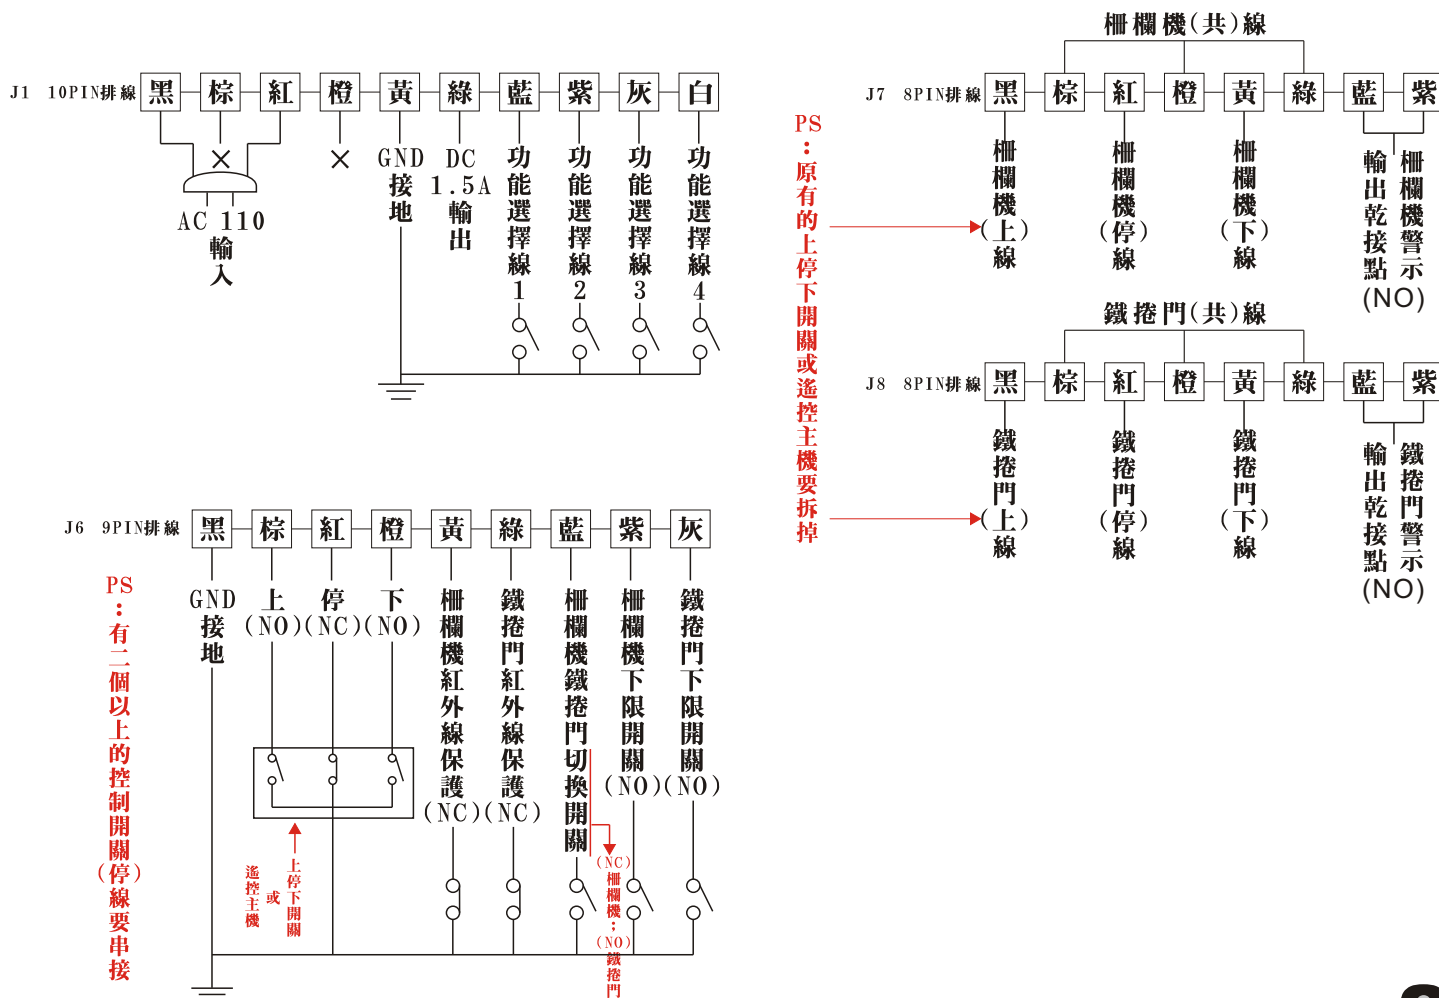 J1 10PIN排線 黑 棕 紅 橙 黃 綠 藍 紫 灰 白
AC 110
輸入
GND
接地
DC
1.5A
輸出
功能選擇線1
功能選擇線2
功能選擇線3
功能選擇線4
J6 9PIN排線 黑 棕 紅 橙 黃 綠 藍 紫 灰
GND
接地
上
(NO)
停
(NC)
下
(NO)
柵欄機紅外線保護
(NC)
鐵捲門紅外線保護
(NC)
柵欄機鐵捲門切換開關
柵欄機下限開關
(NO)
鐵捲門下限開關
(NO)
PS:有二個以上的控制開關(停)線要串接
上停下開關
或
遙控主機
(NC)柵欄機;(NO)鐵捲門
柵欄機(共)線
J7 8PIN排線 黑 棕 紅 橙 黃 綠 藍 紫
柵欄機(上)線
柵欄機(停)線
柵欄機(下)線
柵欄機警示
輸出乾接點
(NO)
PS:原有的上停下開關或遙控主機要拆掉
鐵捲門(共)線
J8 8PIN排線 黑 棕 紅 橙 黃 綠 藍 紫
鐵捲門(上)線
鐵捲門(停)線
鐵捲門(下)線
鐵捲門警示
輸出乾接點
(NO)